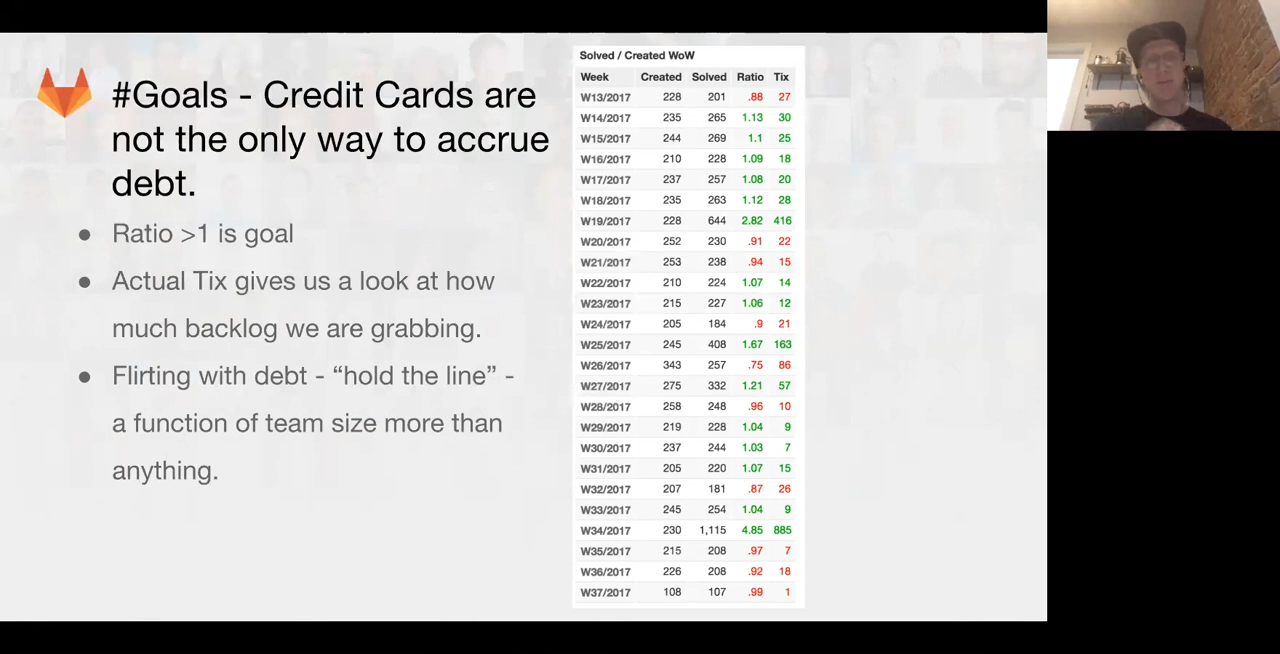 #Goals - Credit Cards are
not the only way to accrue
debt.
● Ratio >1 is goal
● Actual Tix gives us a look at how
much backlog we are grabbing.
● Flirting with debt - “hold the line” -
a function of team size more than
anything.
Solved / Created WoW
Week Created Solved Ratio Tix
W13/2017 228 201 .88 27
W14/2017 235 265 1.13 30
W15/2017 244 269 1.1 25
W16/2017 210 228 1.09 18
W17/2017 237 257 1.08 20
W18/2017 235 263 1.12 28
W19/2017 228 644 2.82 416
W20/2017 252 230 .91 22
W21/2017 253 238 .94 15
W22/2017 210 224 1.07 14
W23/2017 215 227 1.06 12
W24/2017 205 184 .9 21
W25/2017 245 408 1.67 163
W26/2017 343 257 .75 86
W27/2017 275 332 1.21 57
W28/2017 258 248 .96 10
W29/2017 219 228 1.04 9
W30/2017 237 244 1.03 7
W31/2017 205 220 1.07 15
W32/2017 207 181 .87 26
W33/2017 245 254 1.04 9
W34/2017 230 1,115 4.85 885
W35/2017 215 208 .97 7
W36/2017 226 208 .92 18
W37/2017 108 107 .99 1